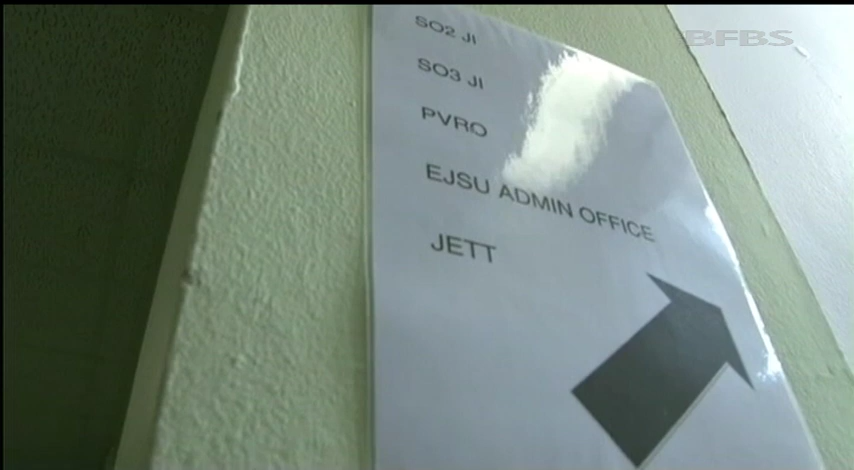 BFBS
SO2 JI
SO3 JI
PVRO
EJSU ADMIN OFFICE
JETT